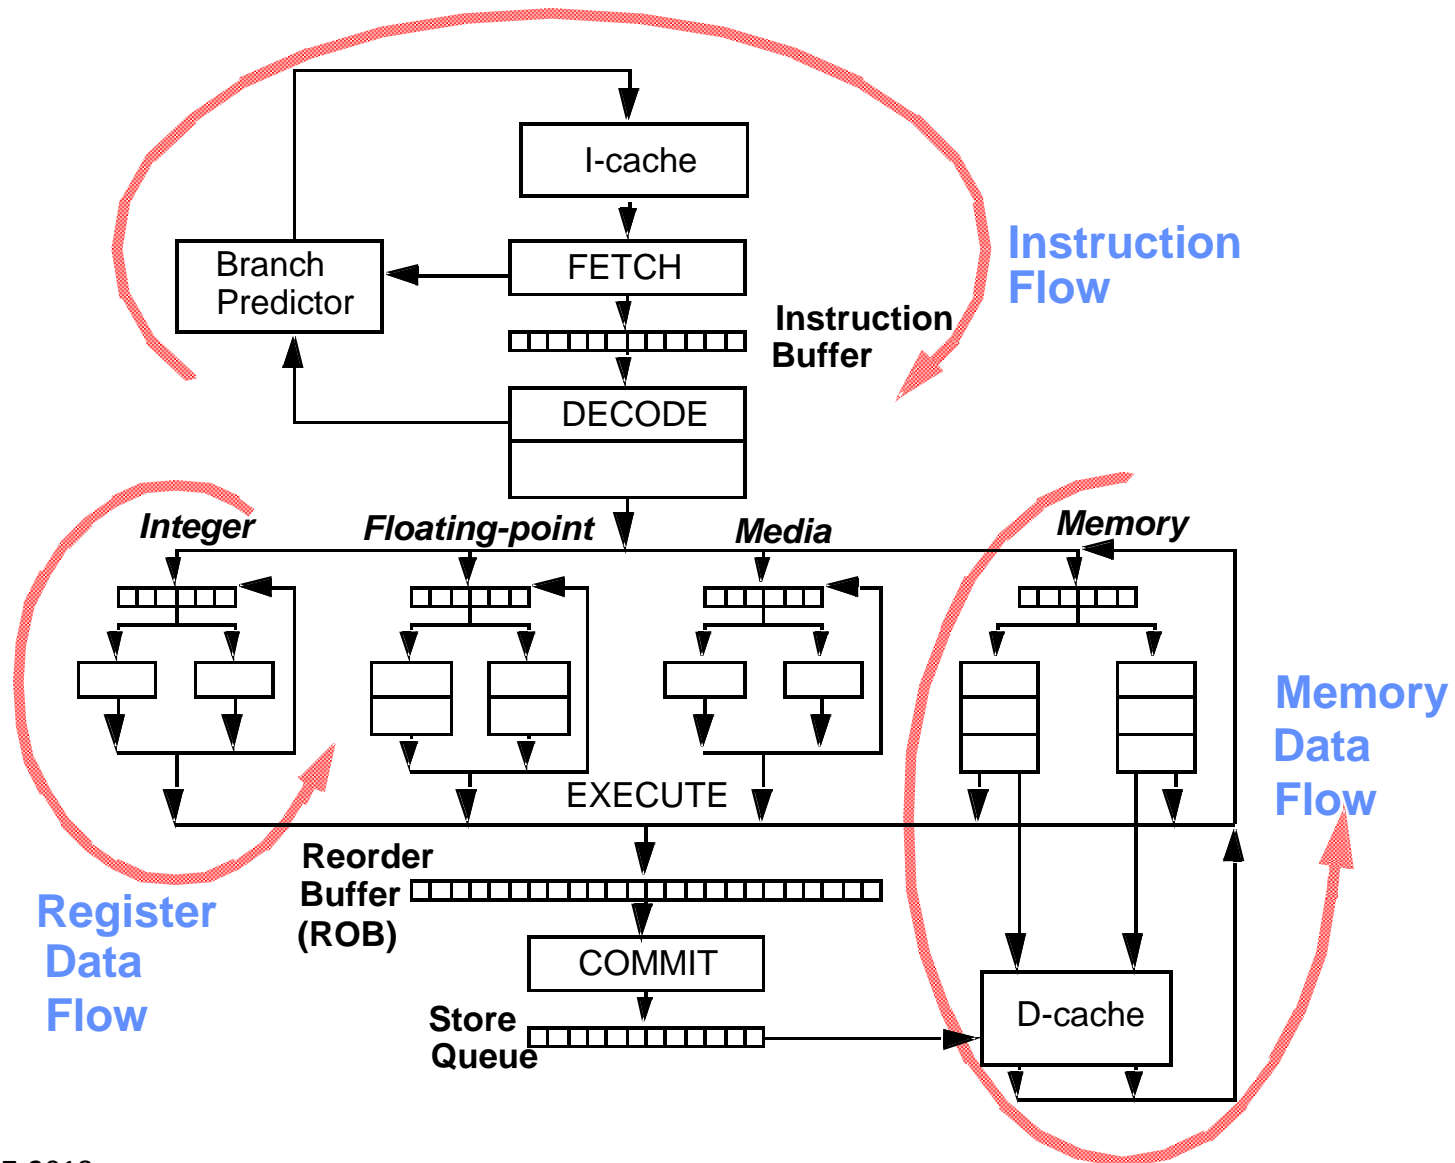 I-cache
Instruction
Flow
Branch
Predictor
FETCH
Instruction
Buffer
DECODE
Integer
Floating-point
Media
Memory
Memory
Data
Flow
EXECUTE
Reorder
Buffer
(ROB)
Register
Data
Flow
COMMIT
Store
Queue
D-cache